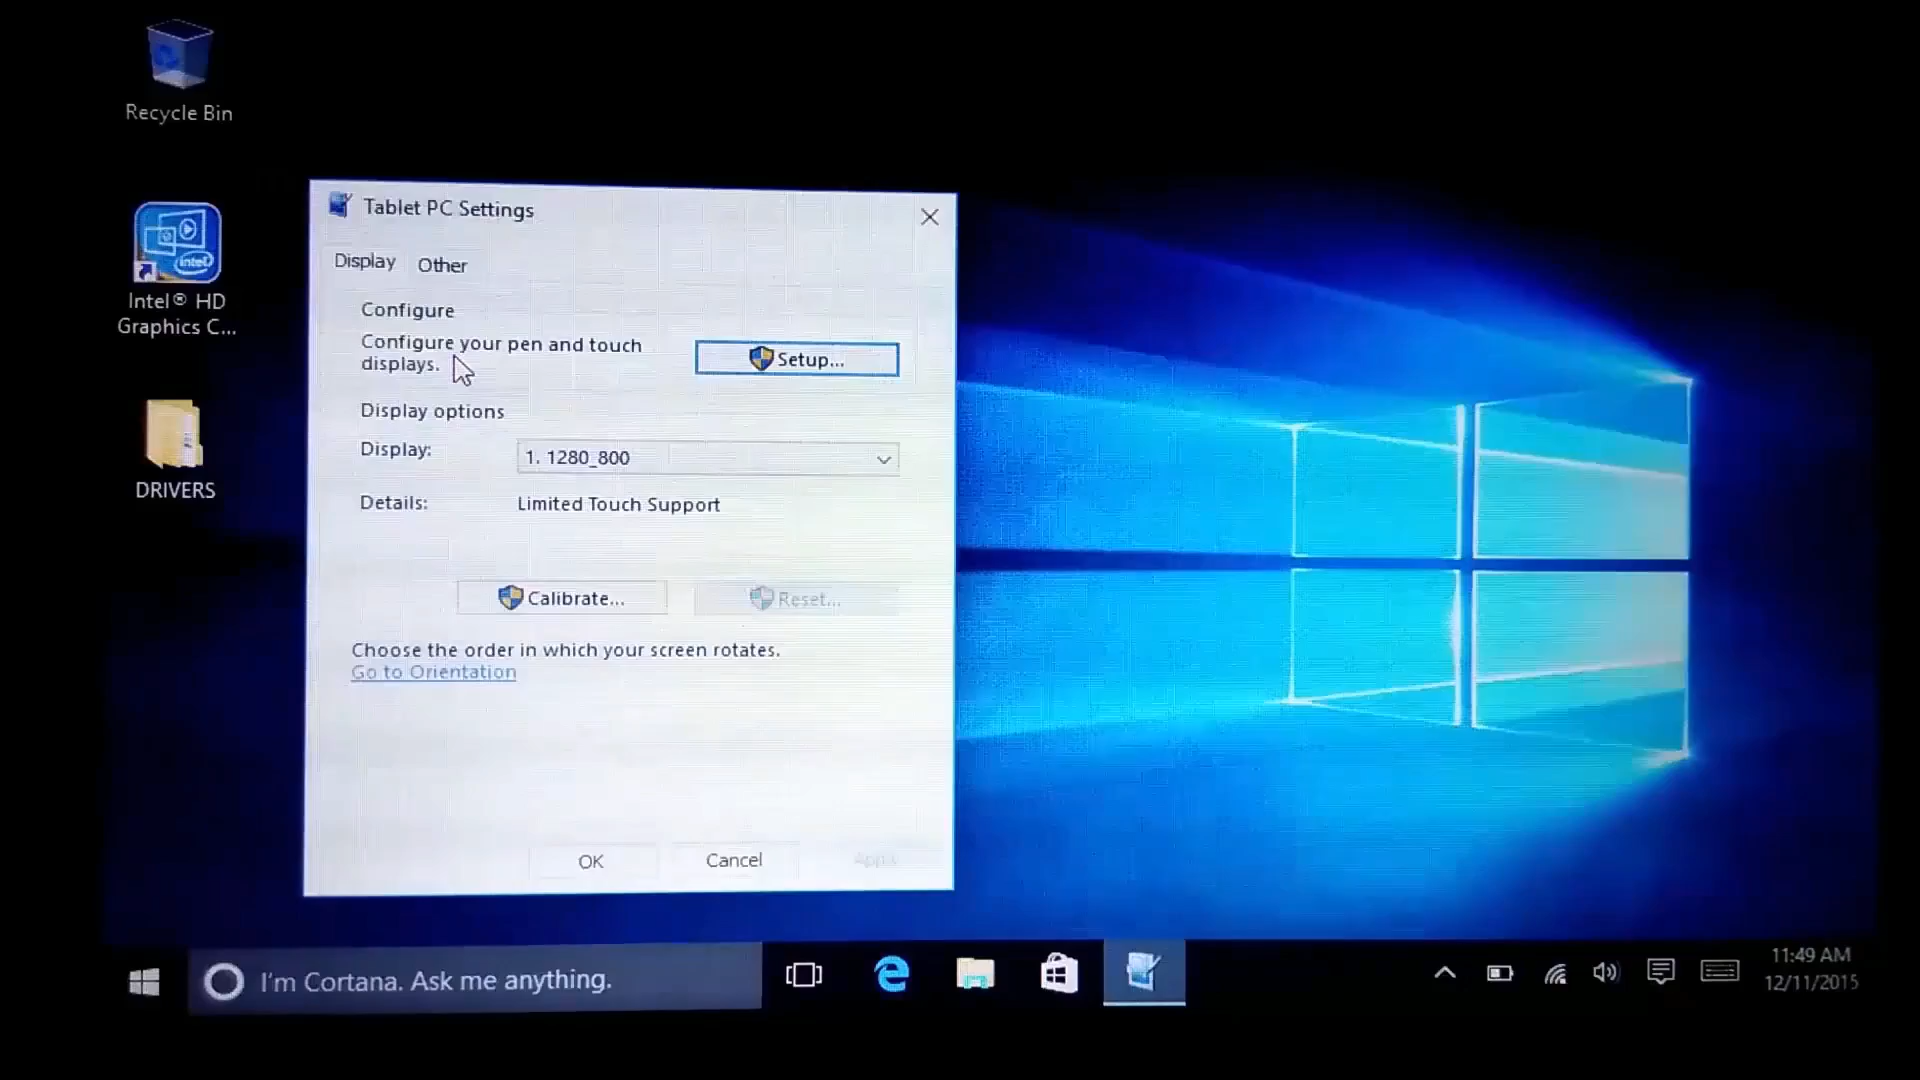 Recycle Bin
intel
Intel® HD
Graphics C...
DRIVERS
Tablet PC Settings
Display Other
Configure
Configure your pen and touch
displays.
Setup...
Display options
Display: 1. 1280_800
Details: Limited Touch Support
Calibrate... Reset...
Choose the order in which your screen rotates.
Go to Orientation
OK Cancel Apply
I'm Cortana. Ask me anything.
11:49 AM
12/11/2015